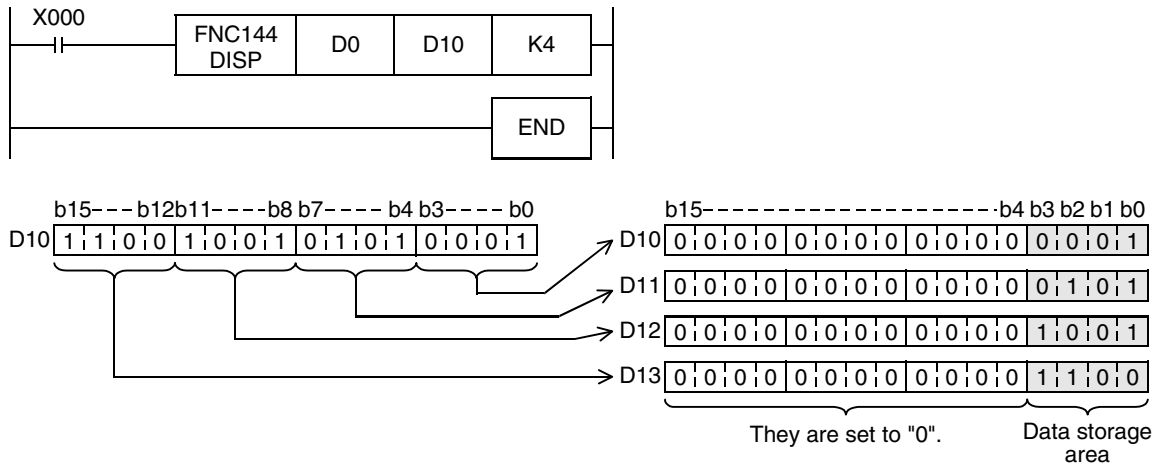 X000
FNC144
DISP
D0
D10
K4
END
b15----b12b11----b8 b7----b4 b3----b0
D10 1 1 0 0 1 0 0 1 0 1 0 1 0 0 0 1
b15----b4 b3 b2 b1 b0
D10 0 0 0 0 0 0 0 0 0 0 0 0 0 0 0 1
D11 0 0 0 0 0 0 0 0 0 0 0 0 0 1 0 1
D12 0 0 0 0 0 0 0 0 0 0 0 0 1 0 0 1
D13 0 0 0 0 0 0 0 0 0 0 0 0 1 1 0 0
They are set to "0".
Data storage
area